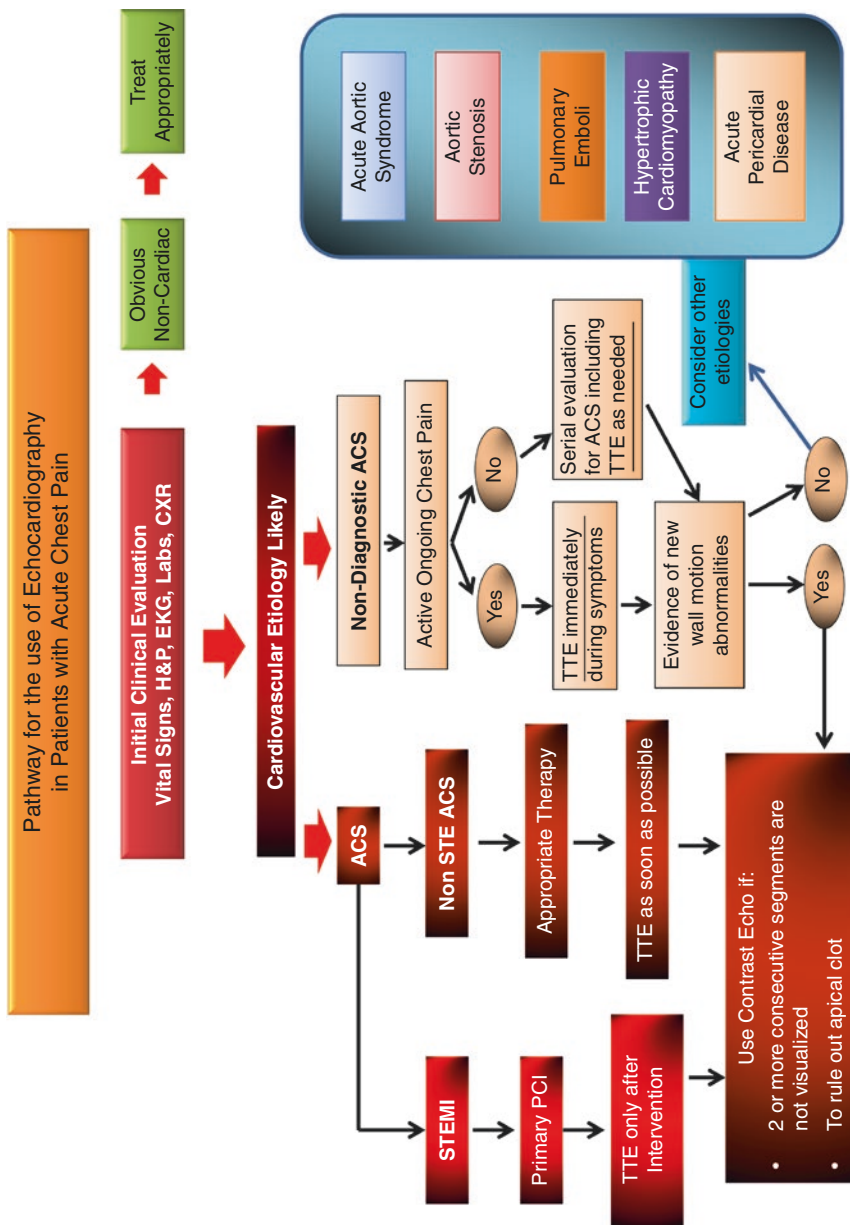 Pathway for the use of Echocardiography
in Patients with Acute Chest Pain
Initial Clinical Evaluation
Vital Signs, H&P, EKG, Labs, CXR
Obvious
Non-Cardiac
Treat
Appropriately
Cardiovascular Etiology Likely
ACS
STEMI
Primary PCI
TTE only after
Intervention
Non STE ACS
Appropriate Therapy
TTE as soon as possible
Use Contrast Echo if:
• 2 or more consecutive segments are
not visualized
• To rule out apical clot
Non-Diagnostic ACS
Active Ongoing Chest Pain
Yes
No
TTE immediately
during symptoms
Serial evaluation
for ACS including
TTE as needed
Evidence of new
wall motion
abnormalities
Yes
No
Consider other
etiologies
Acute Aortic
Syndrome
Aortic
Stenosis
Pulmonary
Emboli
Hypertrophic
Cardiomyopathy
Acute
Pericardial
Disease